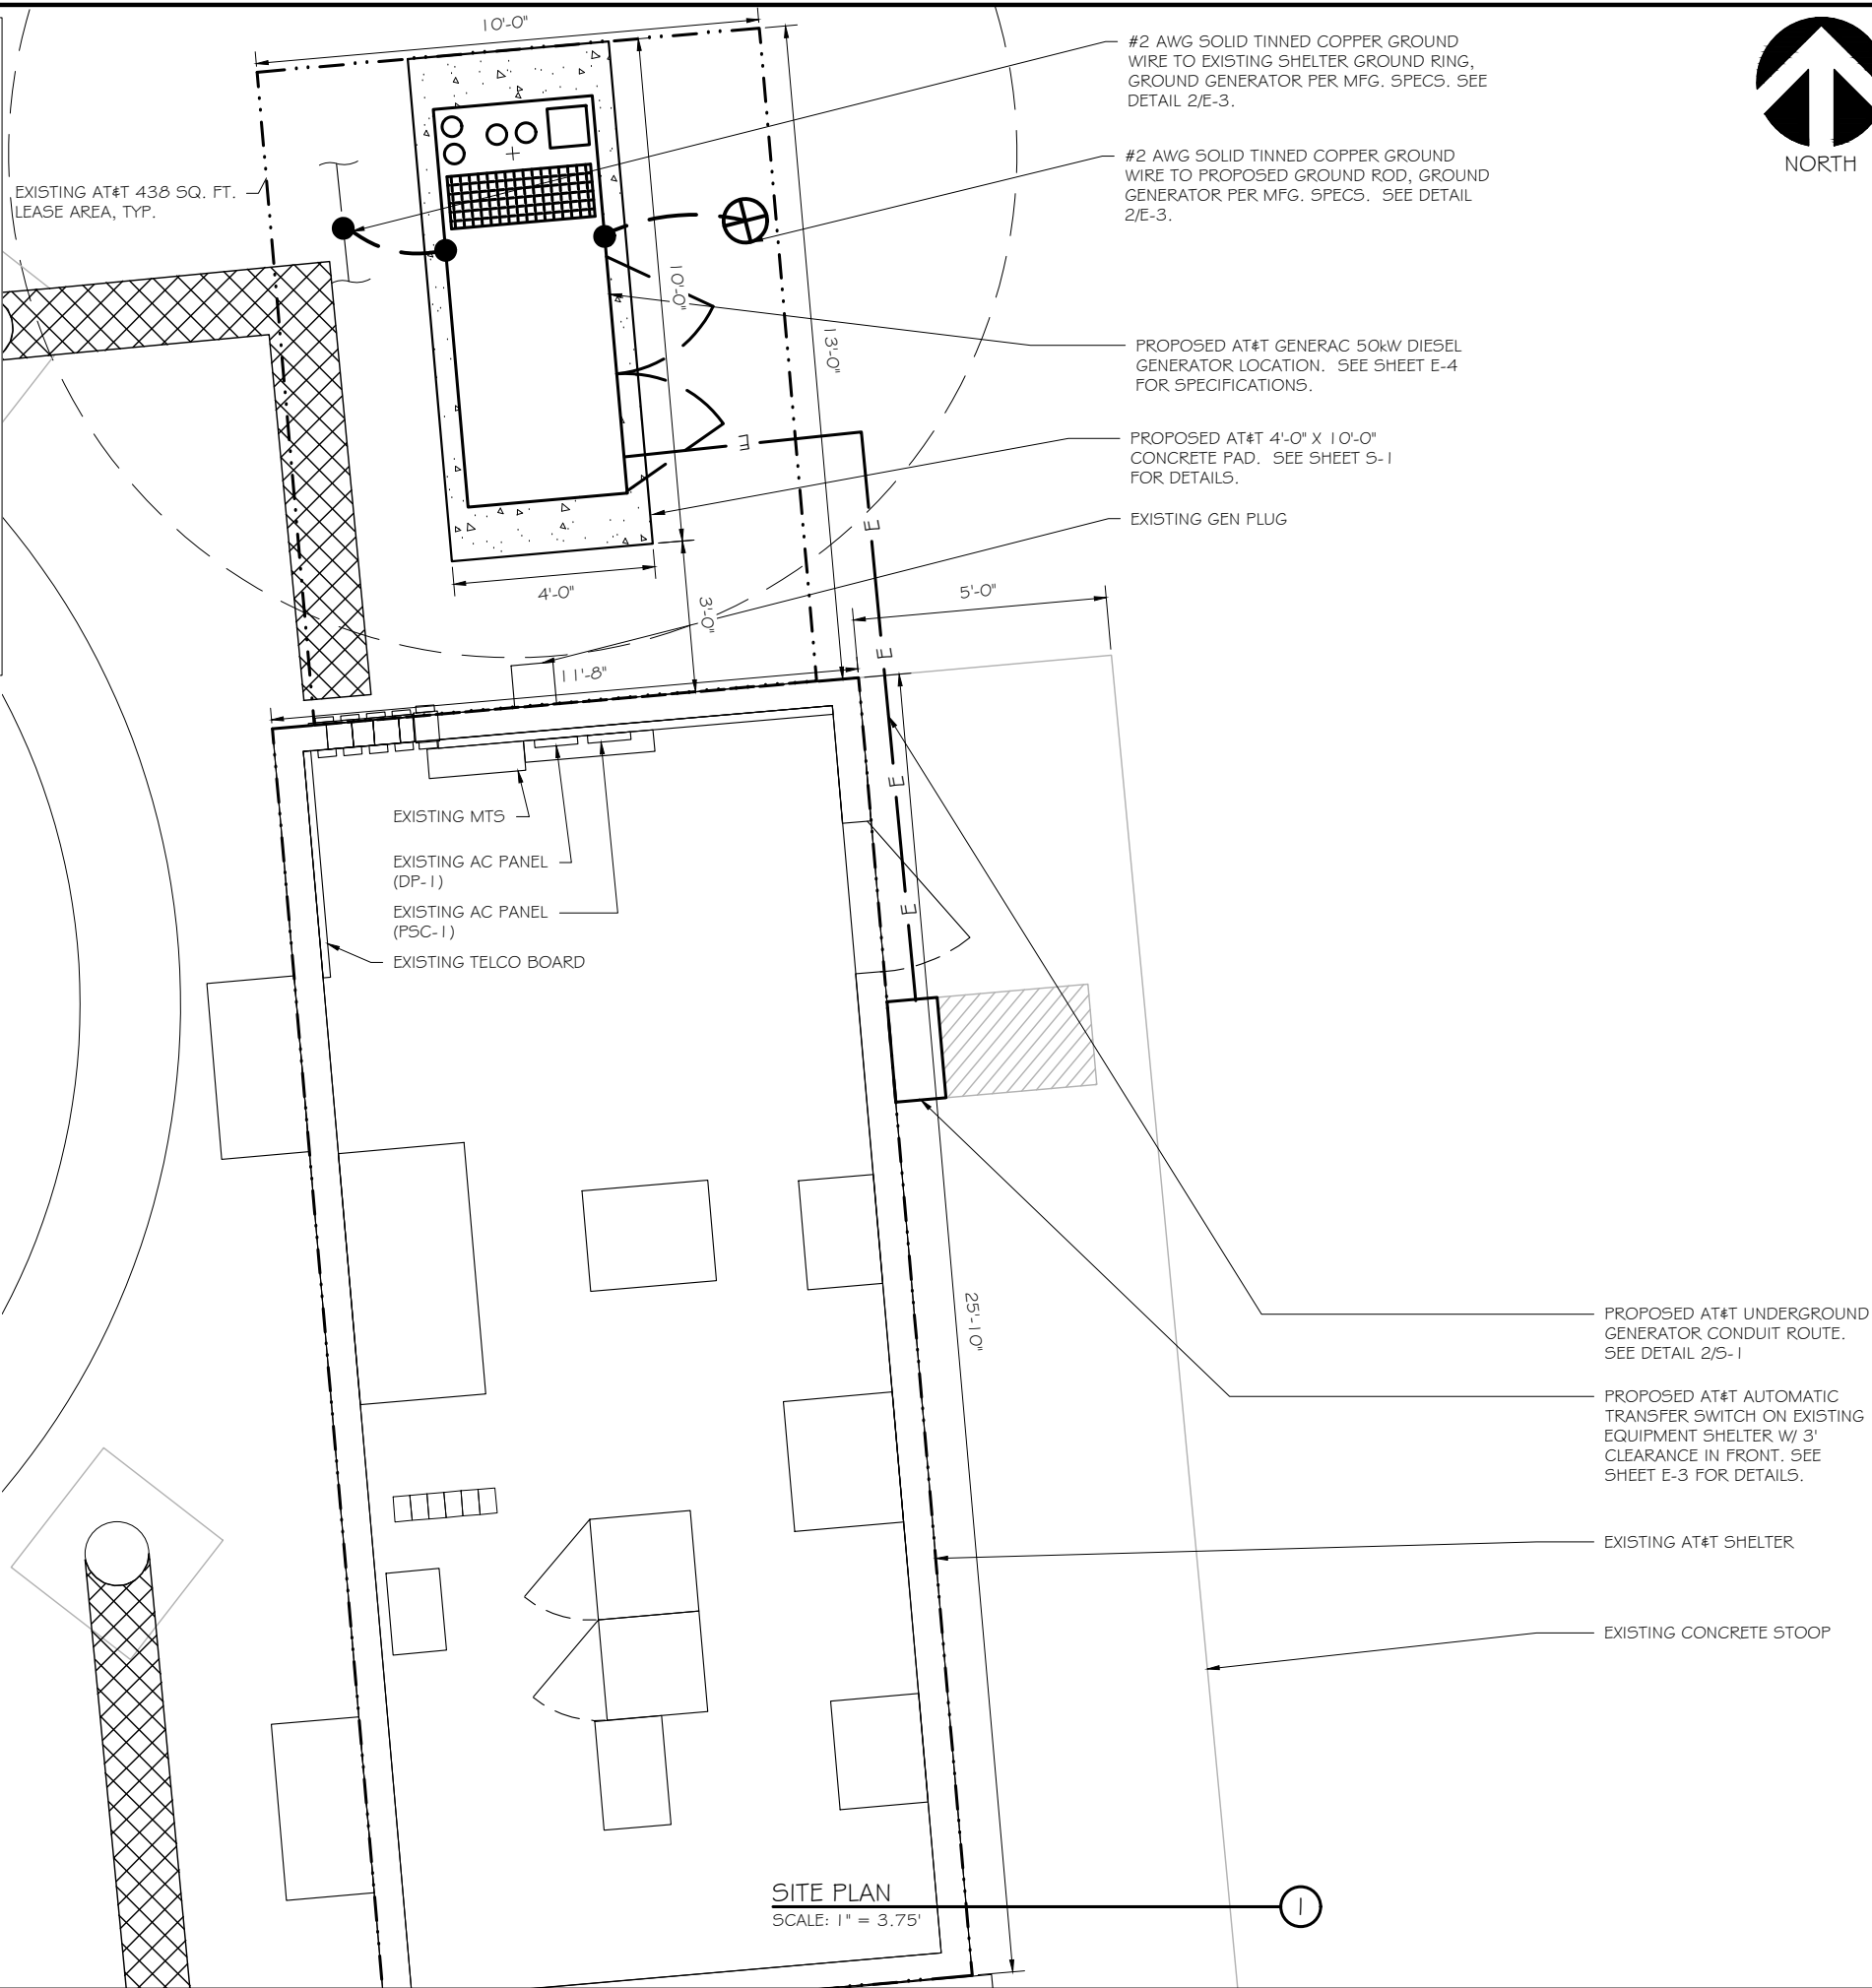 10'-0"
#2 AWG SOLID TINNED COPPER GROUND
WIRE TO EXISTING SHELTER GROUND RING,
GROUND GENERATOR PER MFG. SPECS. SEE
DETAIL 2/E-3.
NORTH
#2 AWG SOLID TINNED COPPER GROUND
WIRE TO PROPOSED GROUND ROD, GROUND
GENERATOR PER MFG. SPECS. SEE DETAIL
2/E-3.
EXISTING AT&T 438 SQ. FT.
LEASE AREA, TYP.
10'-0"
13'-0"
PROPOSED AT&T GENERAC 50kW DIESEL
GENERATOR LOCATION. SEE SHEET E-4
FOR SPECIFICATIONS.
PROPOSED AT&T 4'-0" X 10'-0"
CONCRETE PAD. SEE SHEET S-1
FOR DETAILS.
E
E
EXISTING GEN PLUG
4'-0"
3'-0"
5'-0"
E
11'-8"
E
EXISTING MTS
EXISTING AC PANEL
(DP-1)
EXISTING AC PANEL
(PSC-1)
E
EXISTING TELCO BOARD
25'-10"
PROPOSED AT&T UNDERGROUND
GENERATOR CONDUIT ROUTE.
SEE DETAIL 2/S-1
PROPOSED AT&T AUTOMATIC
TRANSFER SWITCH ON EXISTING
EQUIPMENT SHELTER W/ 3'
CLEARANCE IN FRONT. SEE
SHEET E-3 FOR DETAILS.
EXISTING AT&T SHELTER
EXISTING CONCRETE STOOP
SITE PLAN
SCALE: 1" = 3.75'
1